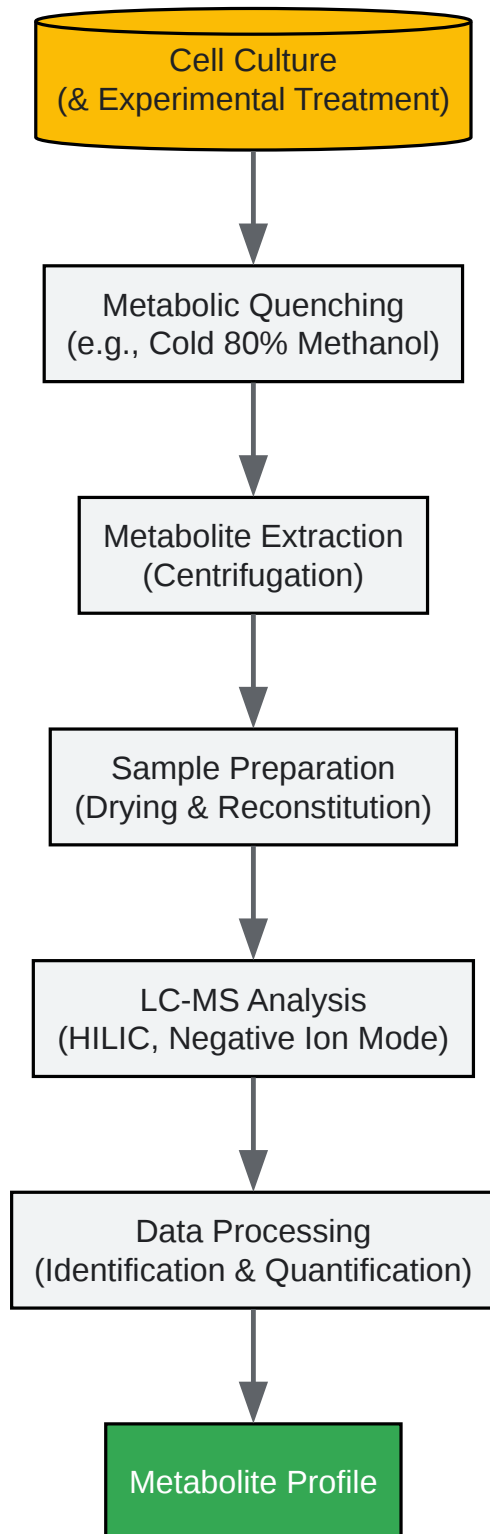 Cell Culture
(& Experimental Treatment)
Metabolic Quenching
(e.g., Cold 80% Methanol)
Metabolite Extraction
(Centrifugation)
Sample Preparation
(Drying & Reconstitution)
LC-MS Analysis
(HILIC, Negative Ion Mode)
Data Processing
(Identification & Quantification)
Metabolite Profile